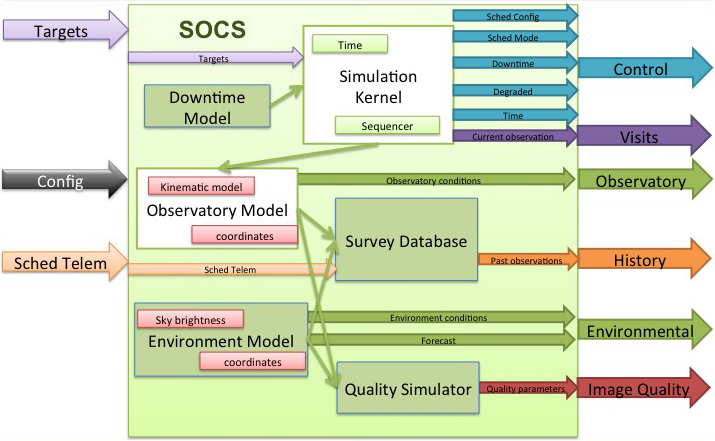 SOCS
Targets
Targets
Time
Simulation
Kernel
Sequencer
Downtime
Model
Sched Config
Sched Mode
Downtime
Degraded
Time
Current observation
Control
Visits
Config
Kinematic model
Observatory Model
coordinates
Observatory conditions
Observatory
Survey Database
Sched Telem
Sched Telem
Past observations
History
Sky brightness
Environment Model
coordinates
Environment conditions
Forecast
Environmental
Quality Simulator
Quality parameters
Image Quality